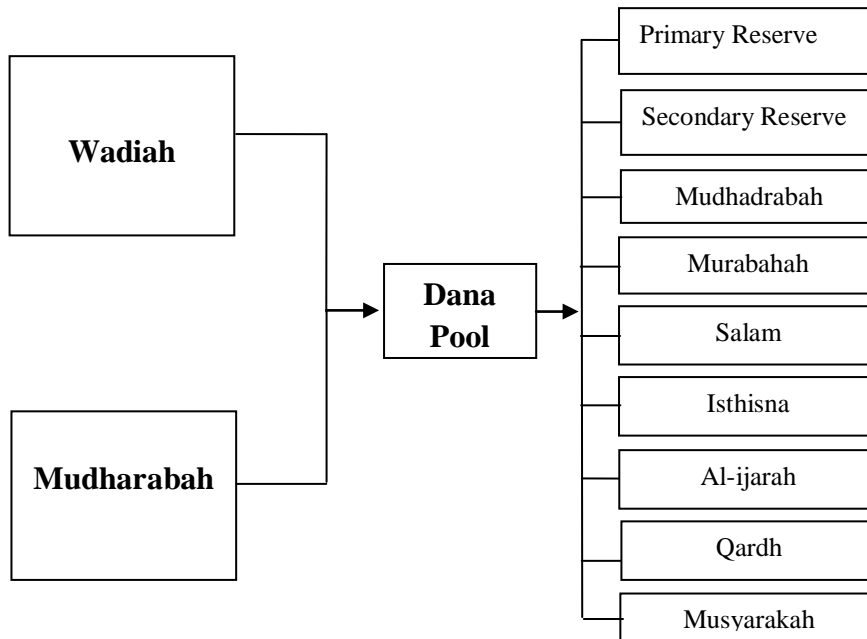 Wadiah
Mudharabah
Dana
Pool
Primary Reserve
Secondary Reserve
Mudhadrabah
Murabahah
Salam
Isthisna
Al-ijarah
Qardh
Musyarakah